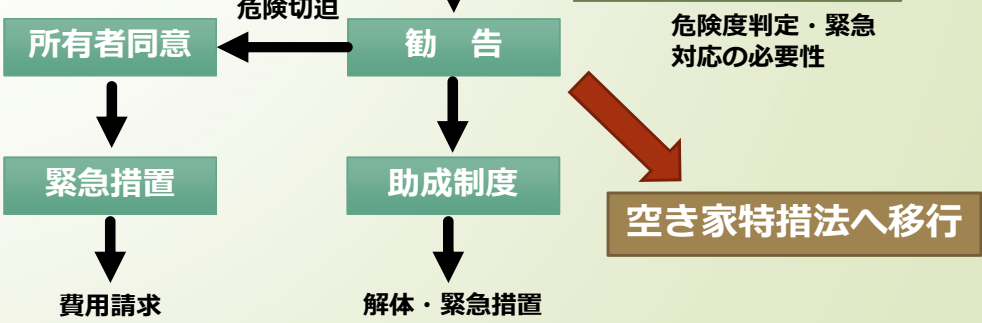 危険切迫
所有者同意
勧 告
危険度判定・緊急
対応の必要性
緊急措置
助成制度
空き家特措法へ移行
費用請求
解体・緊急措置